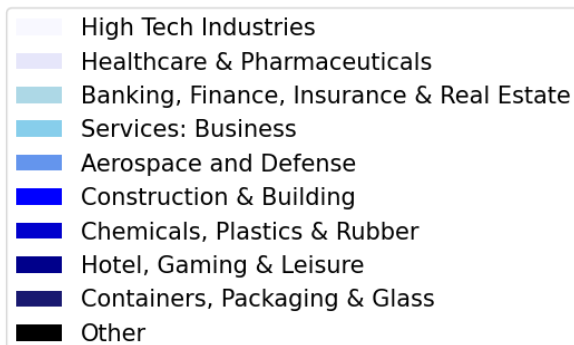 High Tech Industries
Healthcare & Pharmaceuticals
Banking, Finance, Insurance & Real Estate
Services: Business
Aerospace and Defense
Construction & Building
Chemicals, Plastics & Rubber
Hotel, Gaming & Leisure
Containers, Packaging & Glass
Other